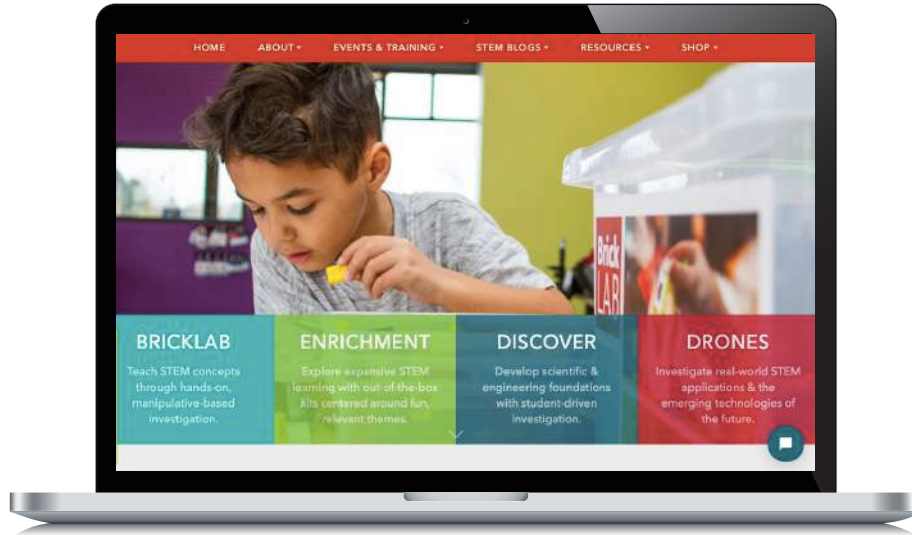 HOME ABOUT EVENTS & TRAINING STEM BLOGS RESOURCES SHOP
Brick
LAB
BRICKLAB
Teach STEM concepts
through hands-on,
manipulative-based
investigation.
ENRICHMENT
Explore expansive STEM
learning with out-of-the-box
kits centered around fun,
relevant themes.
DISCOVER
Develop scientific &
engineering foundations
with student-driven
investigation.
DRONES
Investigate real-world STEM
applications & the
emerging technologies of
the future.